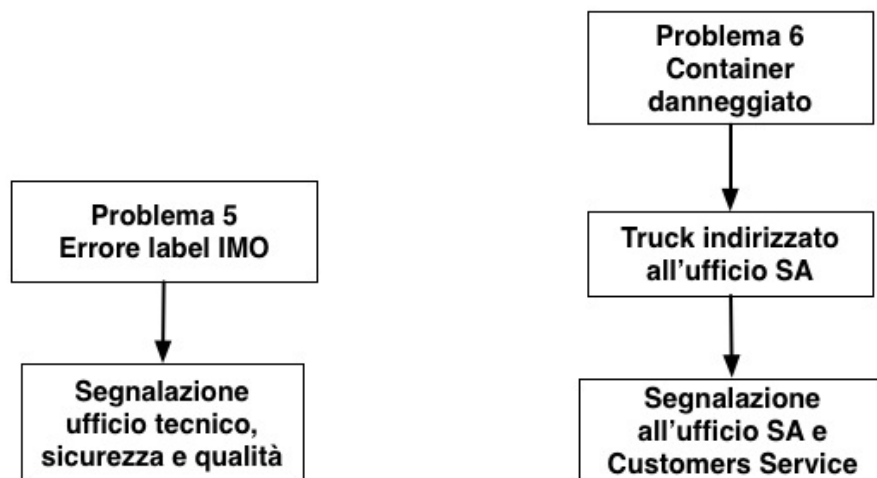 Problema 5
Errore label IMO
Segnalazione
ufficio tecnico,
sicurezza e qualità
Problema 6
Container
danneggiato
Truck indirizzato
all'ufficio SA
Segnalazione
all'ufficio SA e
Customers Service